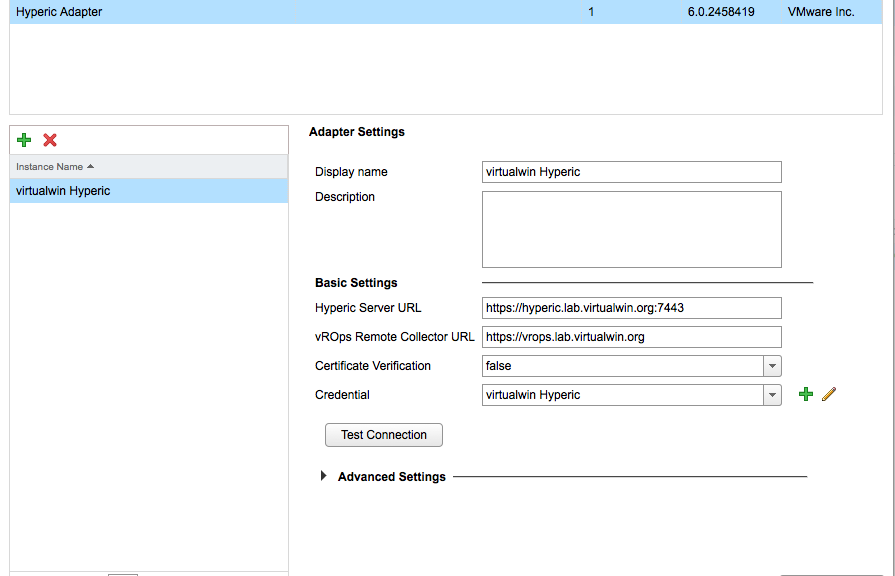 Hyperic Adapter 1 6.0.2458419 VMware Inc.
Adapter Settings
Instance Name
virtualwin Hyperic
Display name virtualwin Hyperic
Description
Basic Settings
Hyperic Server URL https://hyperic.lab.virtualwin.org:7443
vROps Remote Collector URL https://vrops.lab.virtualwin.org
Certificate Verification false
Credential virtualwin Hyperic
Test Connection
Advanced Settings